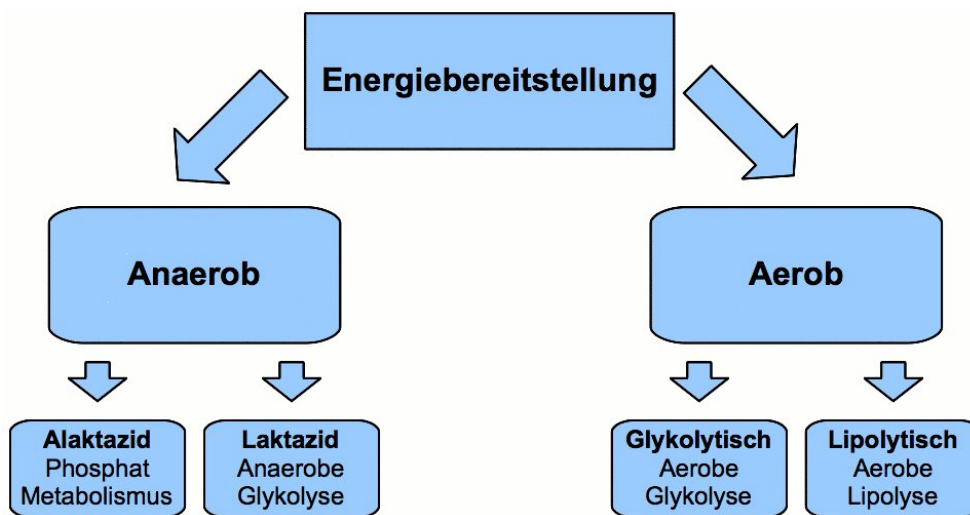 Energiebereitstellung
Anaerob
Aerob
Alaktazid
Phosphat
Metabolismus
Laktazid
Anaerobe
Glykolyse
Glykolytisch
Aerobe
Glykolyse
Lipolytisch
Aerobe
Lipolyse